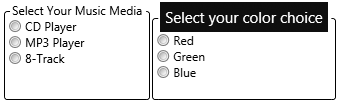 Select Your Music Media
CD Player
MP3 Player
8-Track
Select your color choice
Red
Green
Blue